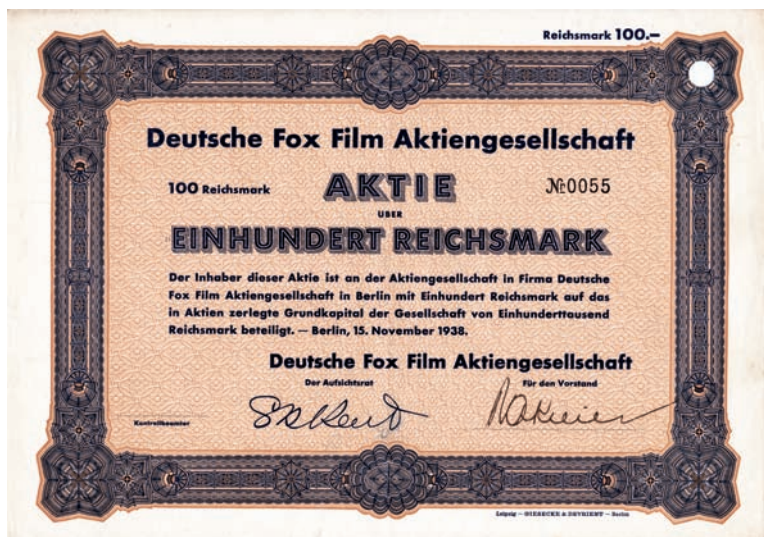 Reichsmark 100.–
Deutsche Fox Film Aktiengesellschaft
100 Reichsmark AKTIE № 0055
UBER
EINHUNDERT REICHSMARK
Der Inhaber dieser Aktie ist an der Aktiengesellschaft in Firma Deutsche
Fox Film Aktiengesellschaft in Berlin mit Einhundert Reichsmark auf das
in Aktien zerlegte Grundkapital der Gesellschaft von Einhunderttausend
Reichsmark beteiligt. — Berlin, 15. November 1938.
Deutsche Fox Film Aktiengesellschaft
Der Aufsichtsrat Für den Vorstand
Kontrollbeamter
Leipzig — GIESECKE & DEVRIENT — Berlin